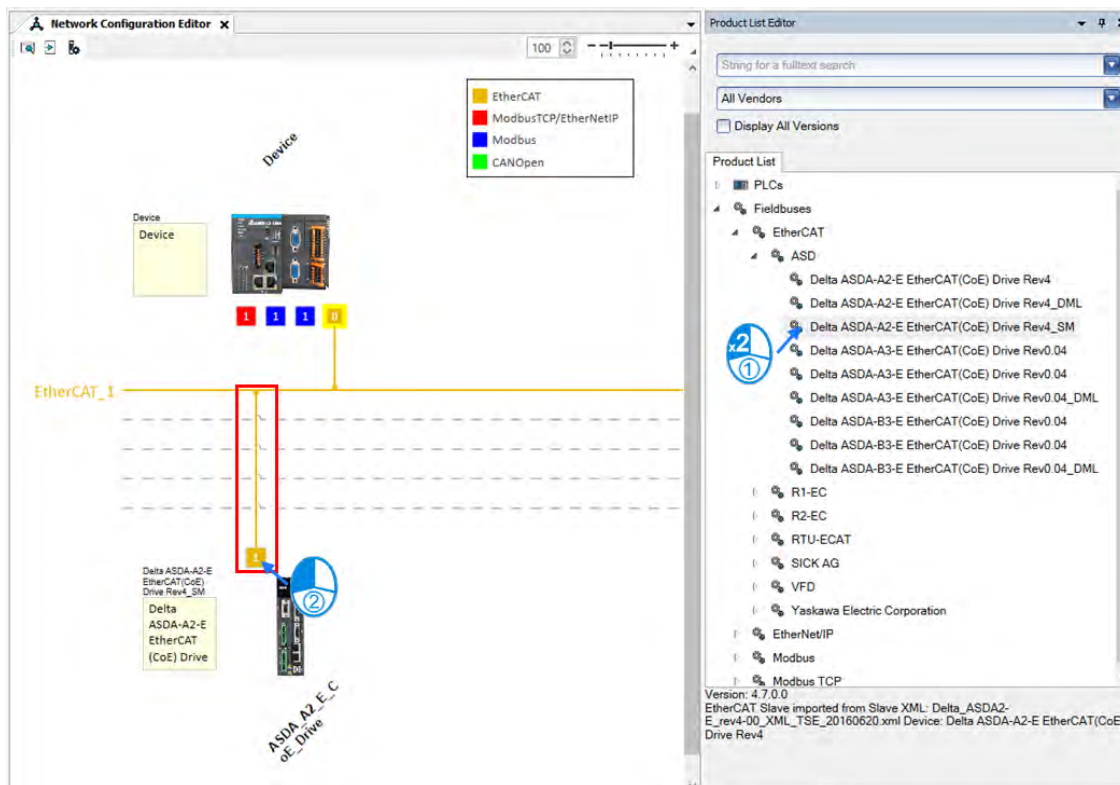 Network Configuration Editor
100
EtherCAT
ModbusTCP/EtherNetIP
Modbus
CANOpen
Device
Device
Device
1 1 1 0
EtherCAT_1
1
②
Delta ASDA-A2-E
EtherCAT(CoE)
Drive Rev4_SM
Delta
ASDA-A2-E
EtherCAT
(CoE) Drive
ASDA_A2_E_C
oE_Drive
Product List Editor
String for a fulltext search
All Vendors
Display All Versions
Product List
PLCs
Fieldbuses
EtherCAT
ASD
Delta ASDA-A2-E EtherCAT(CoE) Drive Rev4
Delta ASDA-A2-E EtherCAT(CoE) Drive Rev4_DML
Delta ASDA-A2-E EtherCAT(CoE) Drive Rev4_SM
x2
①
Delta ASDA-A3-E EtherCAT(CoE) Drive Rev0.04
Delta ASDA-A3-E EtherCAT(CoE) Drive Rev0.04
Delta ASDA-A3-E EtherCAT(CoE) Drive Rev0.04_DML
Delta ASDA-B3-E EtherCAT(CoE) Drive Rev0.04
Delta ASDA-B3-E EtherCAT(CoE) Drive Rev0.04
Delta ASDA-B3-E EtherCAT(CoE) Drive Rev0.04_DML
R1-EC
R2-EC
RTU-ECAT
SICK AG
VFD
Yaskawa Electric Corporation
EtherNet/IP
Modbus
Modbus TCP
Version: 4.7.0.0
EtherCAT Slave imported from Slave XML: Delta_ASDA2-
E_rev4-00_XML_TSE_20160620.xml Device: Delta ASDA-A2-E EtherCAT(CoE
Drive Rev4